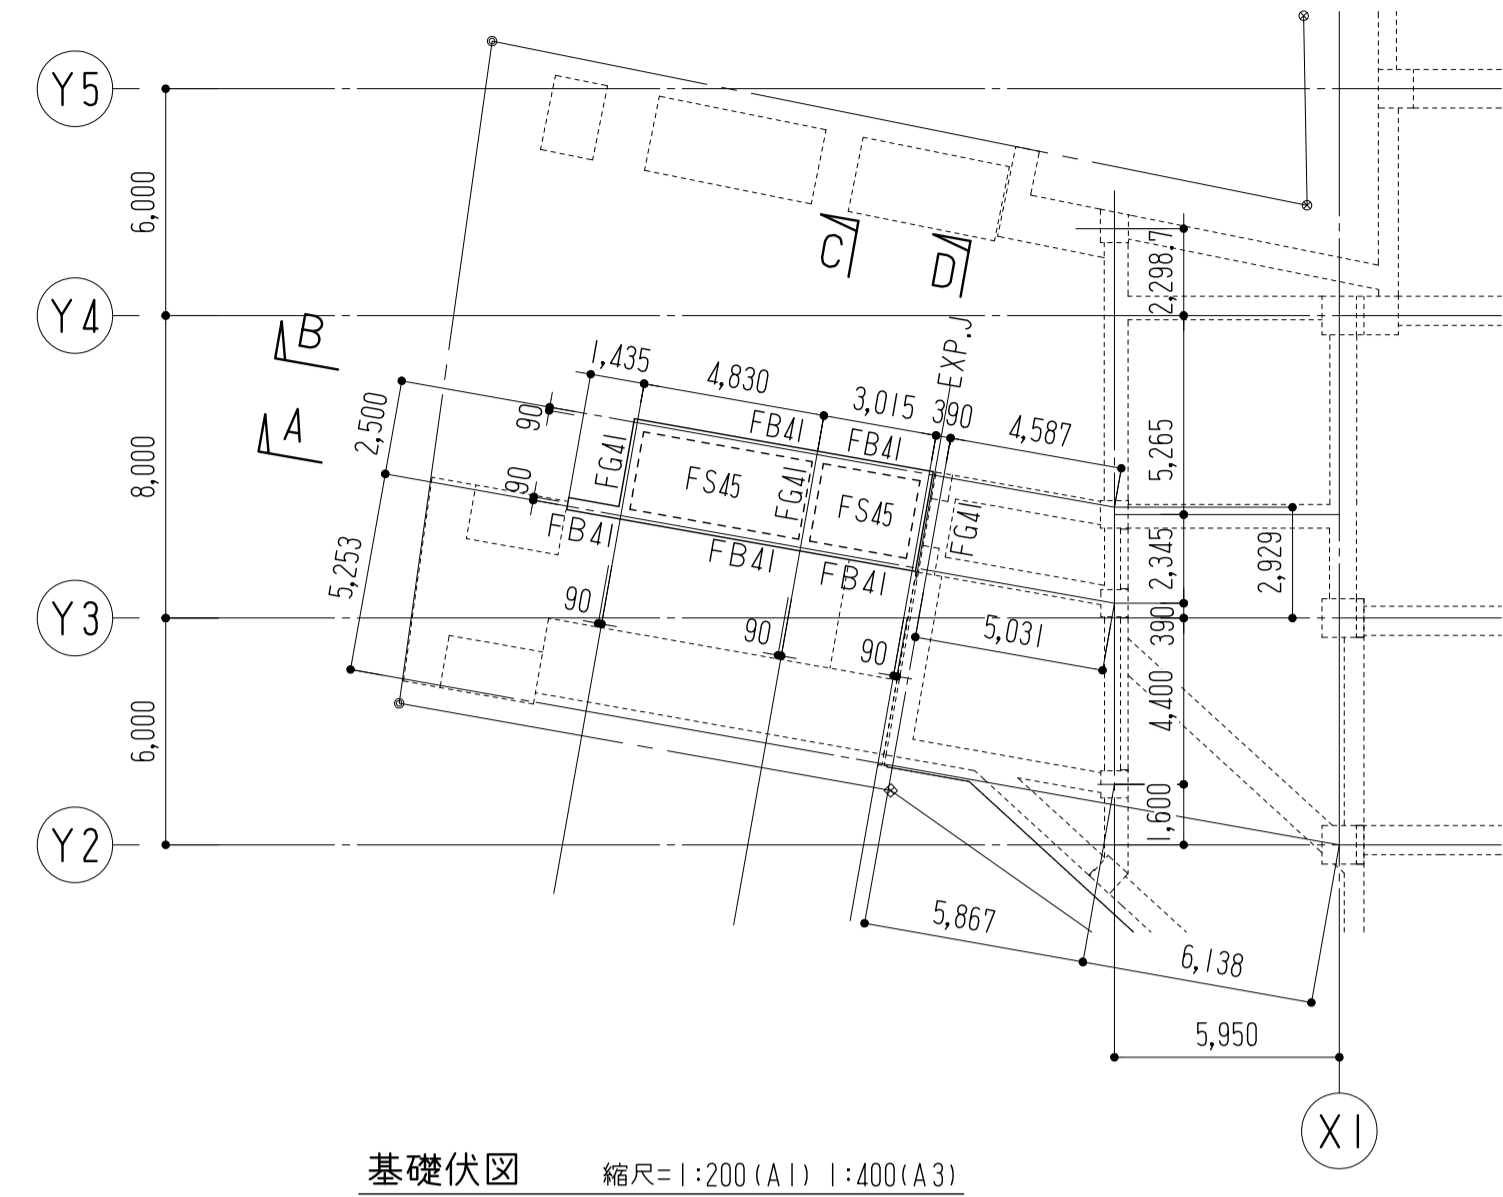 Y5
6,000
2,298.7
Y4
C
D
EXP.J
B
A
1,435
4,830
3,015
390
4,587
2,500
90
90
FB41
FB41
FG41
FS45
FG41
FS45
FG41
FB41
FB41
FB41
8,000
5,265
2,345
2,929
5,253
90
90
90
5,031
Y3
390
4,400
6,000
1,600
Y2
5,867
6,138
5,950
X1
基礎伏図 縮尺=1:200(A1) 1:400(A3)